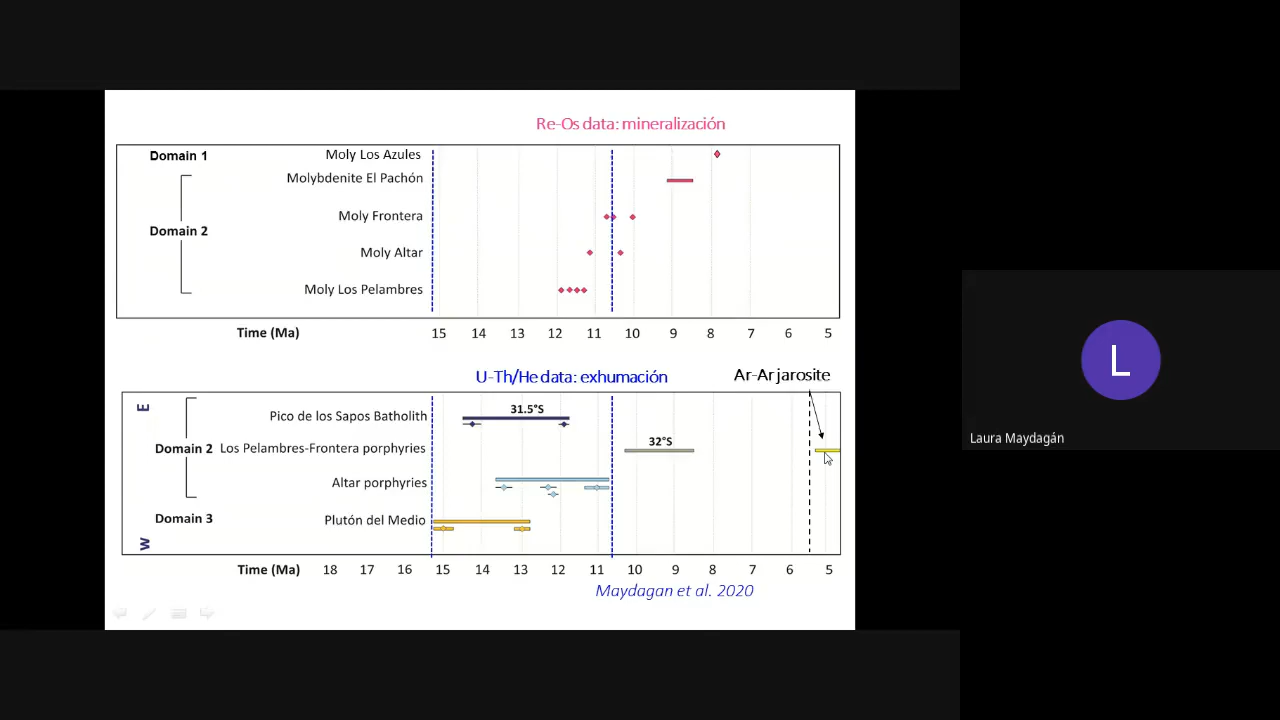 Re-Os data: mineralización
Domain 1
Moly Los Azules
Molybdenite El Pachón
Moly Frontera
Domain 2
Moly Altar
Moly Los Pelambres
Time (Ma) 15 14 13 12 11 10 9 8 7 6 5
U-Th/He data: exhumación
Ar-Ar jarosite
E
Pico de los Sapos Batholith
31.5°S
Domain 2
Los Pelambres-Frontera porphyries
32°S
Altar porphyries
Domain 3
Plutón del Medio
W
Time (Ma) 18 17 16 15 14 13 12 11 10 9 8 7 6 5
Maydagan et al. 2020
L
Laura Maydagán